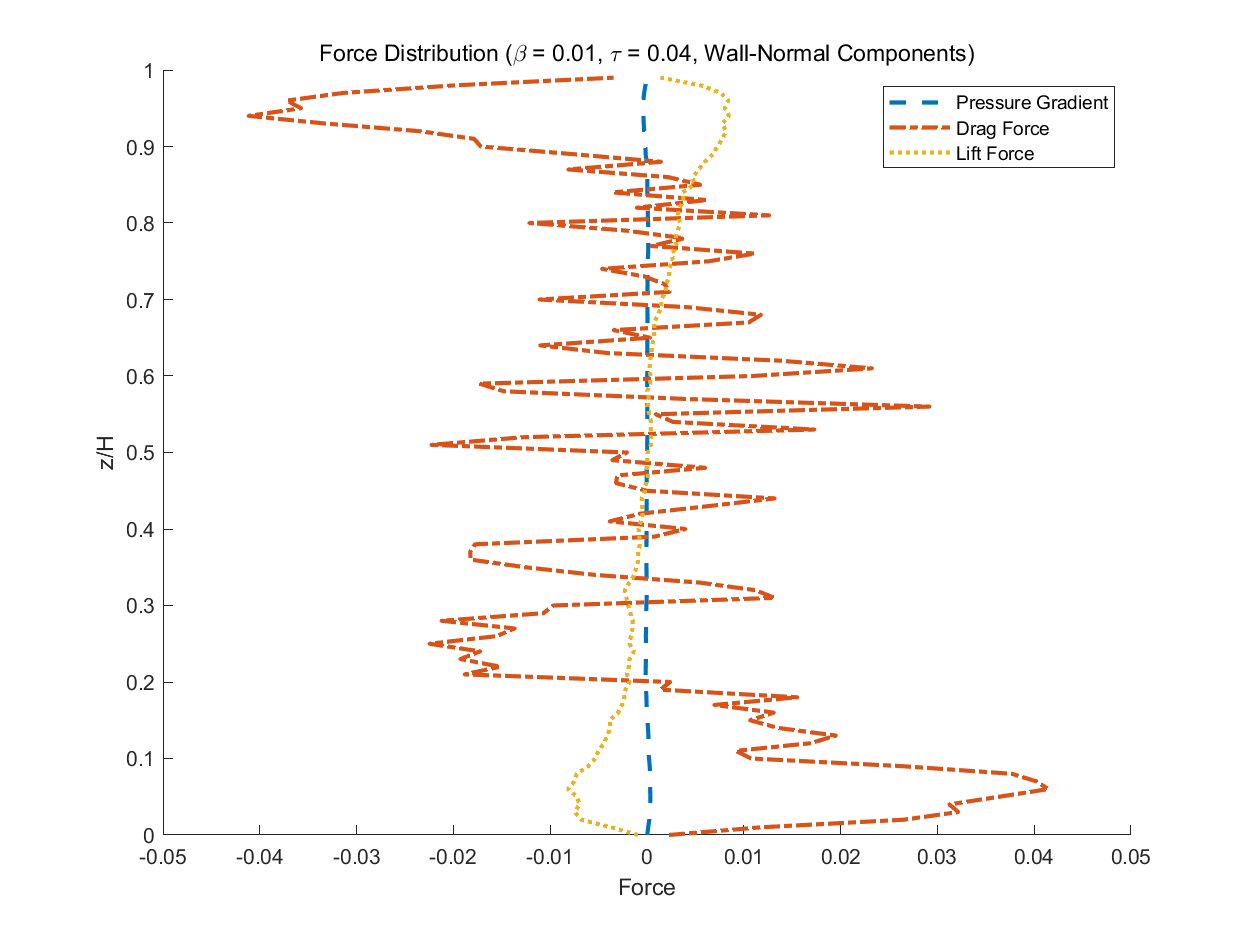 Force Distribution (β = 0.01, τ = 0.04, Wall-Normal Components)
1
0.9
0.8
0.7
0.6
0.5
0.4
0.3
0.2
0.1
0
z/H
Pressure Gradient
Drag Force
Lift Force
-0.05 -0.04 -0.03 -0.02 -0.01 0 0.01 0.02 0.03 0.04 0.05
Force